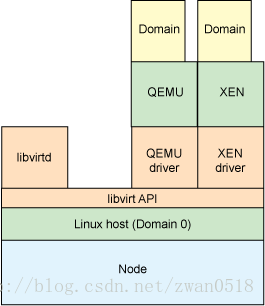 Domain
Domain
QEMU
XEN
libvirtd
QEMU
driver
XEN
driver
libvirt API
Linux host (Domain 0)
Node
://blog.csdn.net/zwan0518